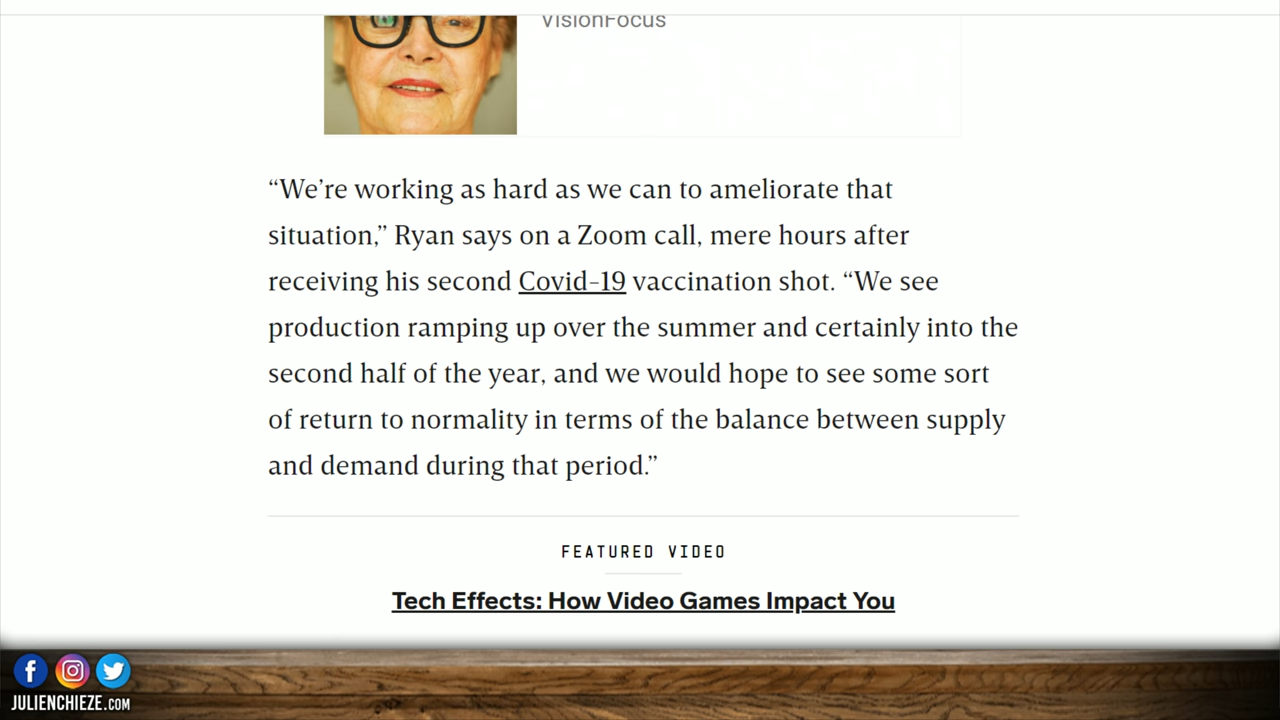 VisionFocus
“We’re working as hard as we can to ameliorate that
situation,” Ryan says on a Zoom call, mere hours after
receiving his second Covid-19 vaccination shot. “We see
production ramping up over the summer and certainly into the
second half of the year, and we would hope to see some sort
of return to normality in terms of the balance between supply
and demand during that period.”
FEATURED VIDEO
Tech Effects: How Video Games Impact You
JULIENCHIEZE.COM